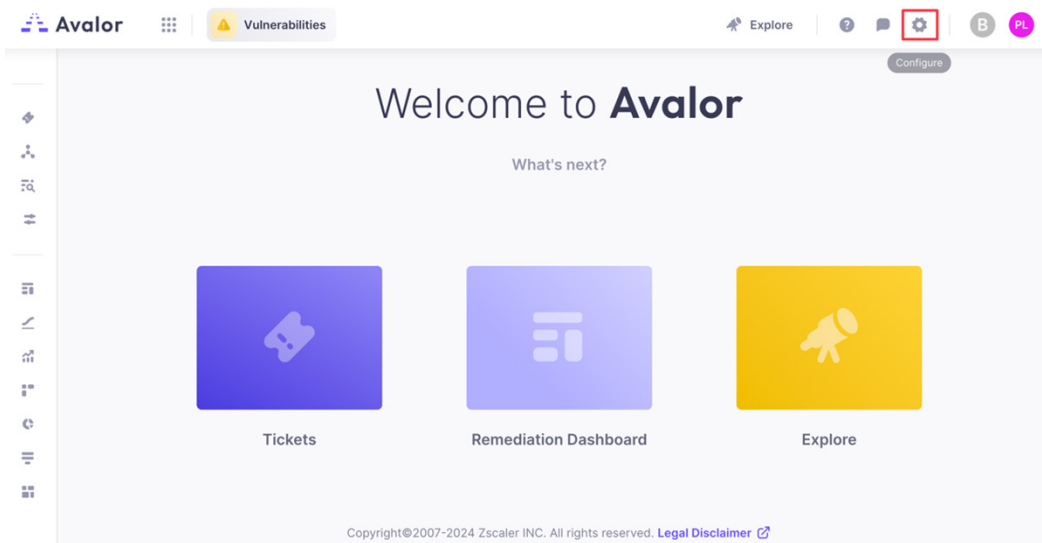 Avalor
Vulnerabilities
Explore
B
PL
Configure
Welcome to Avalor
What's next?
Tickets
Remediation Dashboard
Explore
Copyright©2007-2024 Zscaler INC. All rights reserved. Legal Disclaimer